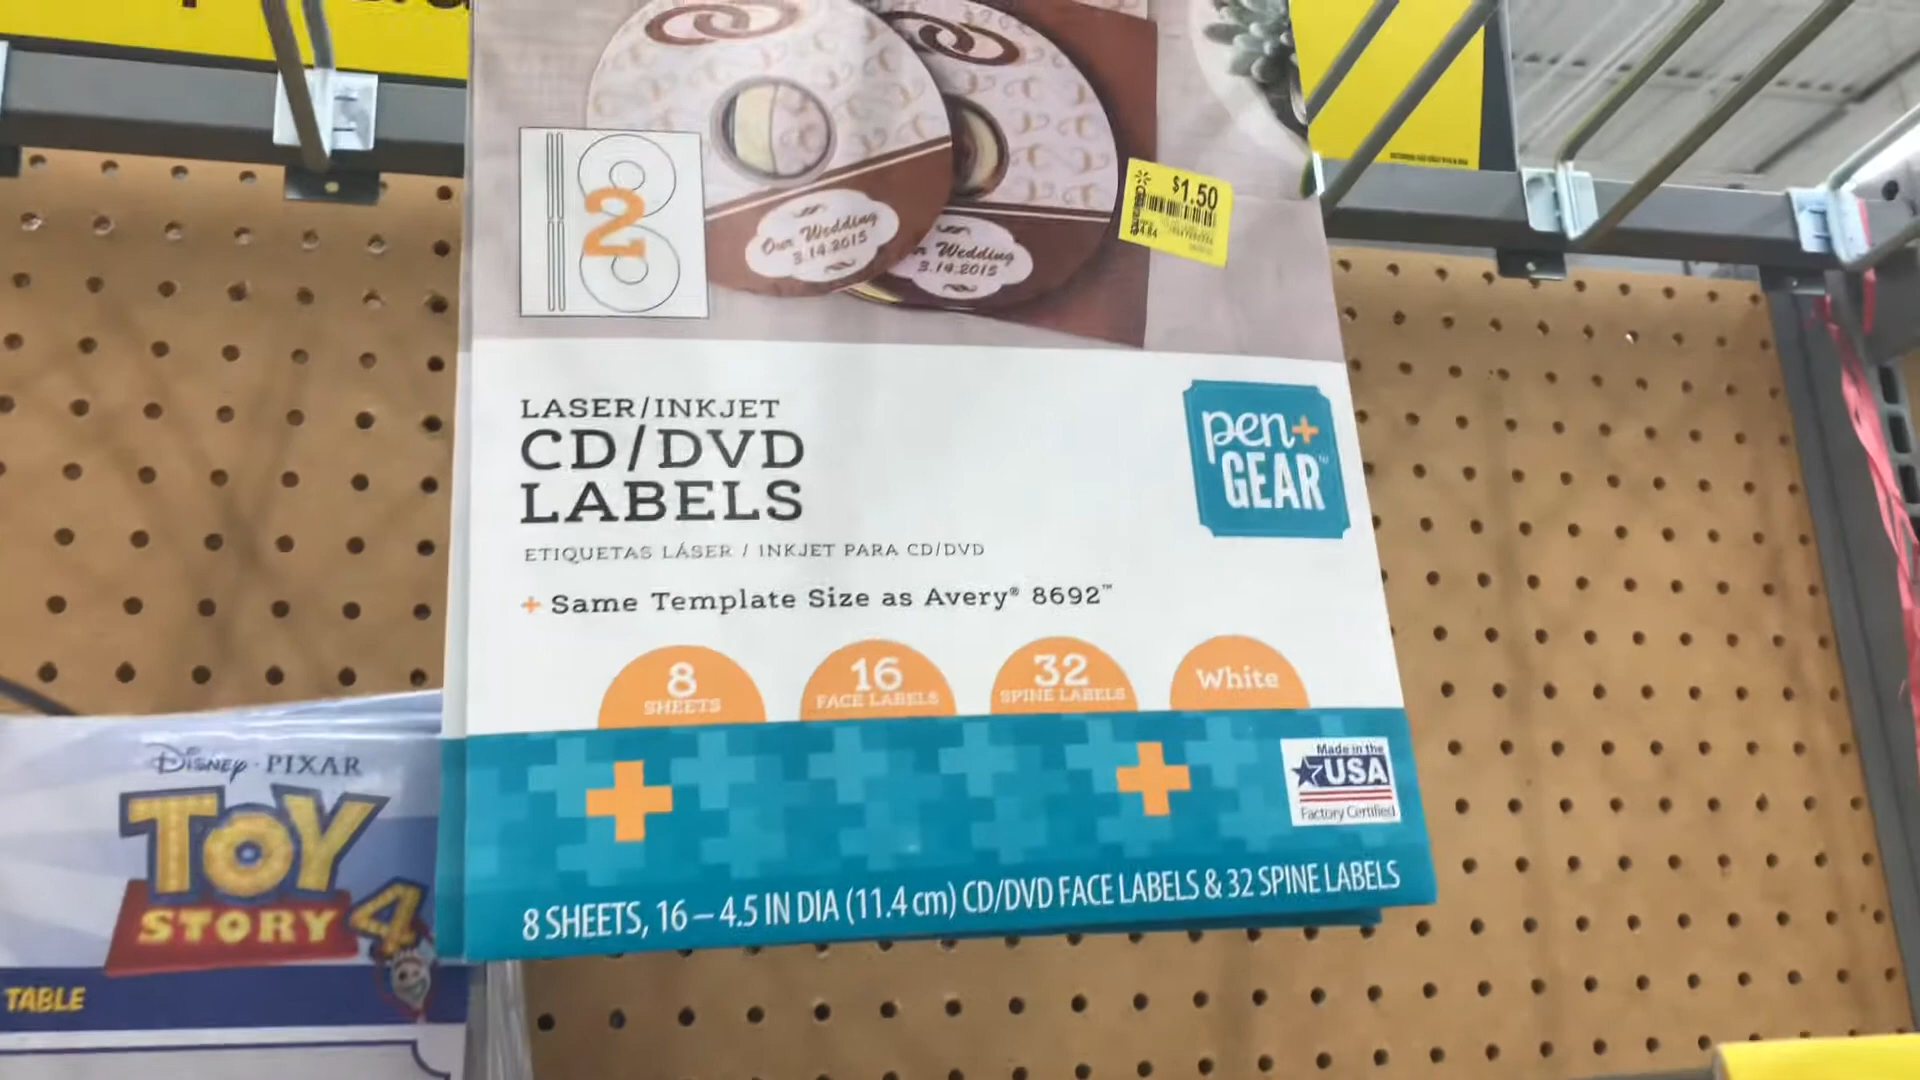 2
Our Wedding
3.14.2015
Wedding
3.14.2015
$1.50
LASER/INKJET
CD/DVD
LABELS
ETIQUETAS LÁSER / INKJET PARA CD/DVD
+ Same Template Size as Avery® 8692™
pen+
GEAR™
8
SHEETS
16
FACE LABELS
32
SPINE LABELS
White
Made in the
USA
Factory Certified
8 SHEETS, 16 – 4.5 IN DIA (11.4 cm) CD/DVD FACE LABELS & 32 SPINE LABELS
DISNEY · PIXAR
TOY
STORY 4
TABLE